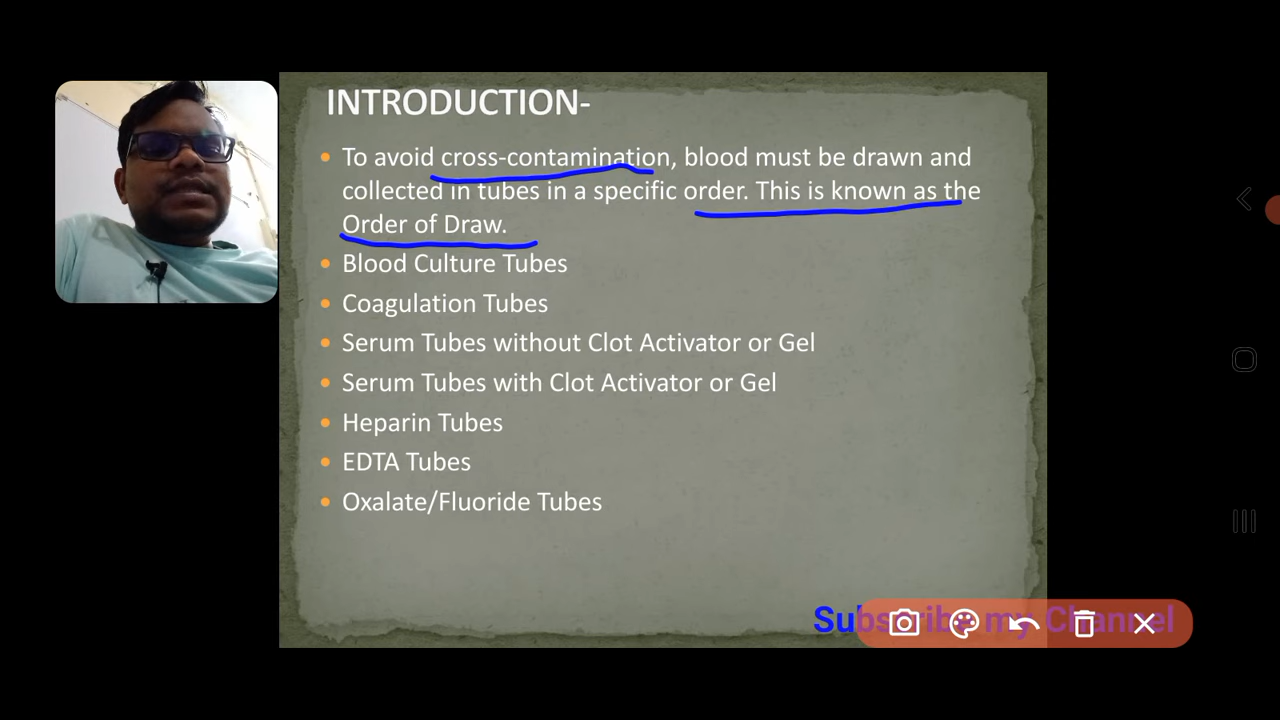 INTRODUCTION-
• To avoid cross-contamination, blood must be drawn and
collected in tubes in a specific order. This is known as the
Order of Draw.
• Blood Culture Tubes
• Coagulation Tubes
• Serum Tubes without Clot Activator or Gel
• Serum Tubes with Clot Activator or Gel
• Heparin Tubes
• EDTA Tubes
• Oxalate/Fluoride Tubes
Subscribe my Channel